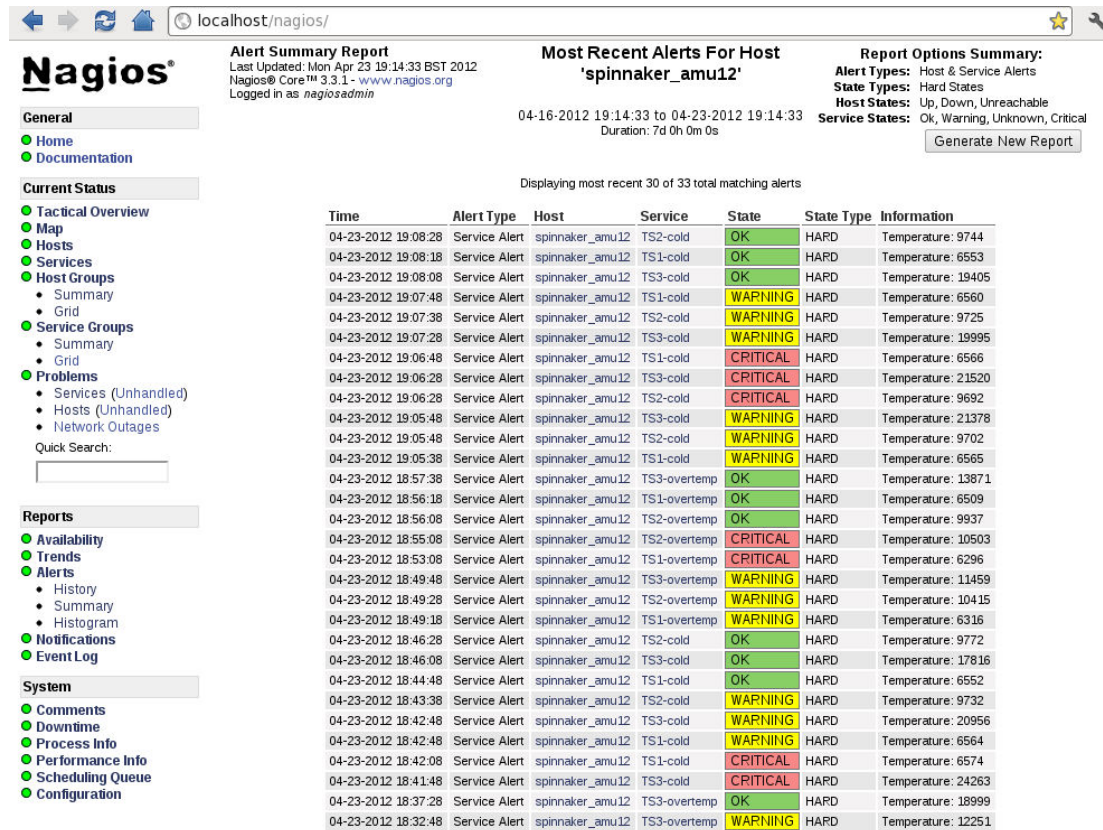 localhost/nagios/
Nagios®
General
Home
Documentation
Current Status
Tactical Overview
Map
Hosts
Services
Host Groups
Summary
Grid
Service Groups
Summary
Grid
Problems
Services (Unhandled)
Hosts (Unhandled)
Network Outages
Quick Search:
Reports
Availability
Trends
Alerts
History
Summary
Histogram
Notifications
Event Log
System
Comments
Downtime
Process Info
Performance Info
Scheduling Queue
Configuration
Alert Summary Report
Last Updated: Mon Apr 23 19:14:33 BST 2012
Nagios® Core™ 3.3.1 - www.nagios.org
Logged in as nagiosadmin
Most Recent Alerts For Host
'spinnaker_amu12'
04-16-2012 19:14:33 to 04-23-2012 19:14:33
Duration: 7d 0h 0m 0s
Report Options Summary:
Alert Types: Host & Service Alerts
State Types: Hard States
Host States: Up, Down, Unreachable
Service States: Ok, Warning, Unknown, Critical
Generate New Report
Displaying most recent 30 of 33 total matching alerts
Time Alert Type Host Service State State Type Information
04-23-2012 19:08:28 Service Alert spinnaker_amu12 TS2-cold OK HARD Temperature: 9744
04-23-2012 19:08:18 Service Alert spinnaker_amu12 TS1-cold OK HARD Temperature: 6553
04-23-2012 19:08:08 Service Alert spinnaker_amu12 TS3-cold OK HARD Temperature: 19405
04-23-2012 19:07:48 Service Alert spinnaker_amu12 TS1-cold WARNING HARD Temperature: 6560
04-23-2012 19:07:38 Service Alert spinnaker_amu12 TS2-cold WARNING HARD Temperature: 9725
04-23-2012 19:07:28 Service Alert spinnaker_amu12 TS3-cold WARNING HARD Temperature: 19995
04-23-2012 19:06:48 Service Alert spinnaker_amu12 TS1-cold CRITICAL HARD Temperature: 6566
04-23-2012 19:06:28 Service Alert spinnaker_amu12 TS3-cold CRITICAL HARD Temperature: 21520
04-23-2012 19:06:28 Service Alert spinnaker_amu12 TS2-cold CRITICAL HARD Temperature: 9692
04-23-2012 19:05:48 Service Alert spinnaker_amu12 TS3-cold WARNING HARD Temperature: 21378
04-23-2012 19:05:48 Service Alert spinnaker_amu12 TS2-cold WARNING HARD Temperature: 9702
04-23-2012 19:05:38 Service Alert spinnaker_amu12 TS1-cold WARNING HARD Temperature: 6565
04-23-2012 18:57:38 Service Alert spinnaker_amu12 TS3-overtemp OK HARD Temperature: 13871
04-23-2012 18:56:18 Service Alert spinnaker_amu12 TS1-overtemp OK HARD Temperature: 6509
04-23-2012 18:56:08 Service Alert spinnaker_amu12 TS2-overtemp OK HARD Temperature: 9937
04-23-2012 18:55:08 Service Alert spinnaker_amu12 TS2-overtemp CRITICAL HARD Temperature: 10503
04-23-2012 18:53:08 Service Alert spinnaker_amu12 TS1-overtemp CRITICAL HARD Temperature: 6296
04-23-2012 18:49:48 Service Alert spinnaker_amu12 TS3-overtemp WARNING HARD Temperature: 11459
04-23-2012 18:49:28 Service Alert spinnaker_amu12 TS2-overtemp WARNING HARD Temperature: 10415
04-23-2012 18:49:18 Service Alert spinnaker_amu12 TS1-overtemp WARNING HARD Temperature: 6316
04-23-2012 18:46:28 Service Alert spinnaker_amu12 TS2-cold OK HARD Temperature: 9772
04-23-2012 18:46:08 Service Alert spinnaker_amu12 TS3-cold OK HARD Temperature: 17816
04-23-2012 18:44:48 Service Alert spinnaker_amu12 TS1-cold OK HARD Temperature: 6552
04-23-2012 18:43:38 Service Alert spinnaker_amu12 TS2-cold WARNING HARD Temperature: 9732
04-23-2012 18:42:48 Service Alert spinnaker_amu12 TS3-cold WARNING HARD Temperature: 20956
04-23-2012 18:42:48 Service Alert spinnaker_amu12 TS1-cold WARNING HARD Temperature: 6564
04-23-2012 18:42:08 Service Alert spinnaker_amu12 TS1-cold CRITICAL HARD Temperature: 6574
04-23-2012 18:41:48 Service Alert spinnaker_amu12 TS3-cold CRITICAL HARD Temperature: 24263
04-23-2012 18:37:28 Service Alert spinnaker_amu12 TS3-overtemp OK HARD Temperature: 18999
04-23-2012 18:32:48 Service Alert spinnaker_amu12 TS3-overtemp WARNING HARD Temperature: 12251